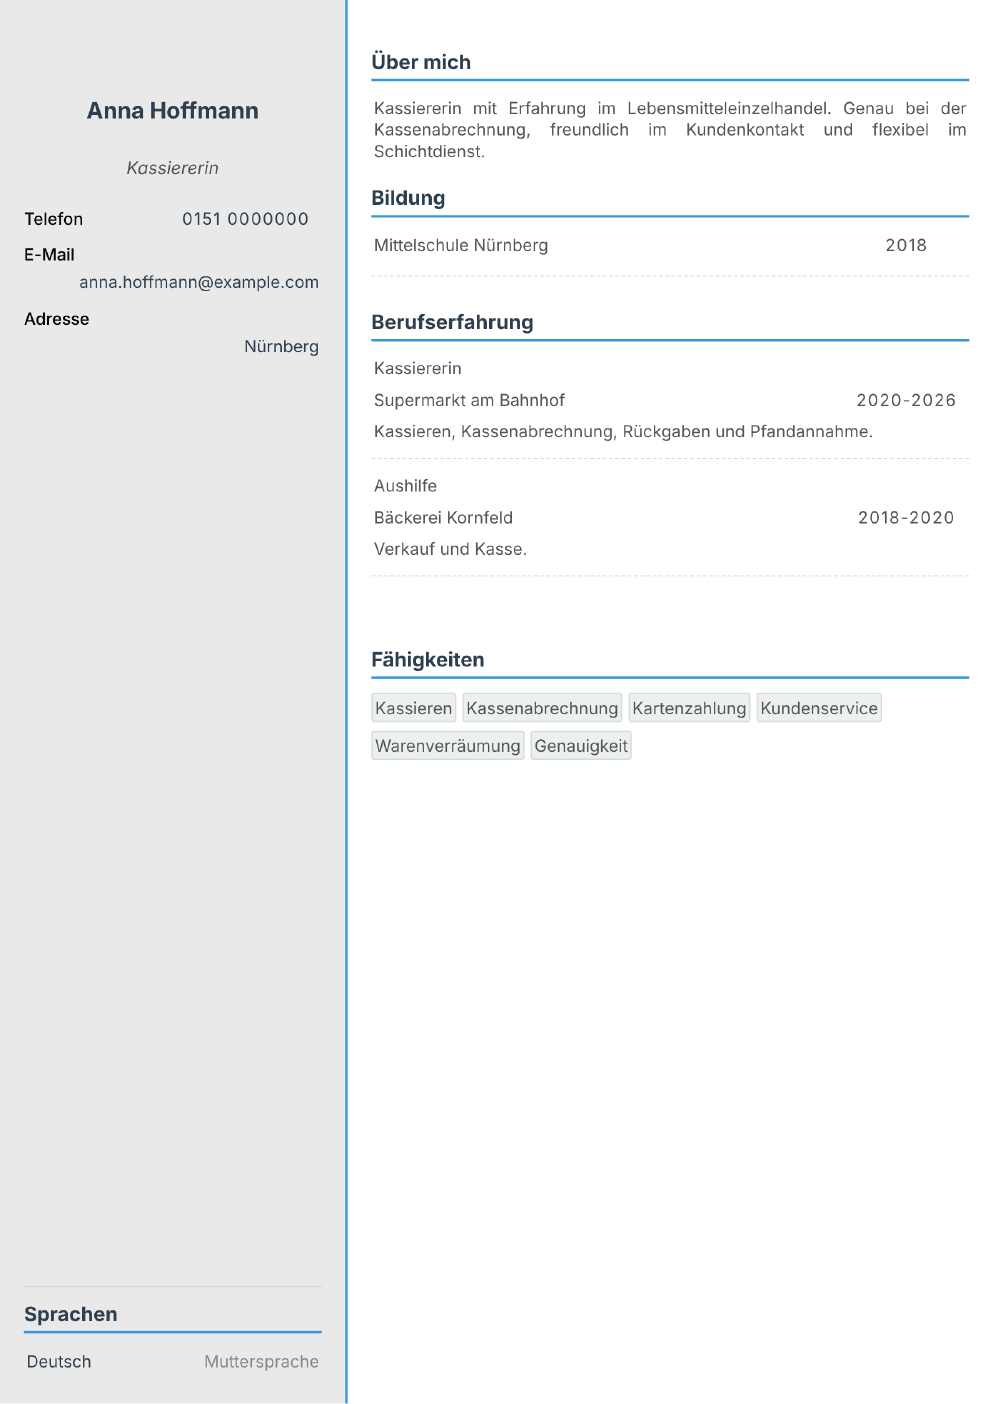 Anna Hoffmann
Kassiererin
Telefon 0151 0000000
E-Mail
anna.hoffmann@example.com
Adresse
Nürnberg
Sprachen
Deutsch Muttersprache
Über mich
Kassiererin mit Erfahrung im Lebensmitteleinzelhandel. Genau bei der
Kassenabrechnung, freundlich im Kundenkontakt und flexibel im
Schichtdienst.
Bildung
Mittelschule Nürnberg 2018
Berufserfahrung
Kassiererin
Supermarkt am Bahnhof 2020-2026
Kassieren, Kassenabrechnung, Rückgaben und Pfandannahme.
Aushilfe
Bäckerei Kornfeld 2018-2020
Verkauf und Kasse.
Fähigkeiten
Kassieren Kassenabrechnung Kartenzahlung Kundenservice
Warenverräumung Genauigkeit